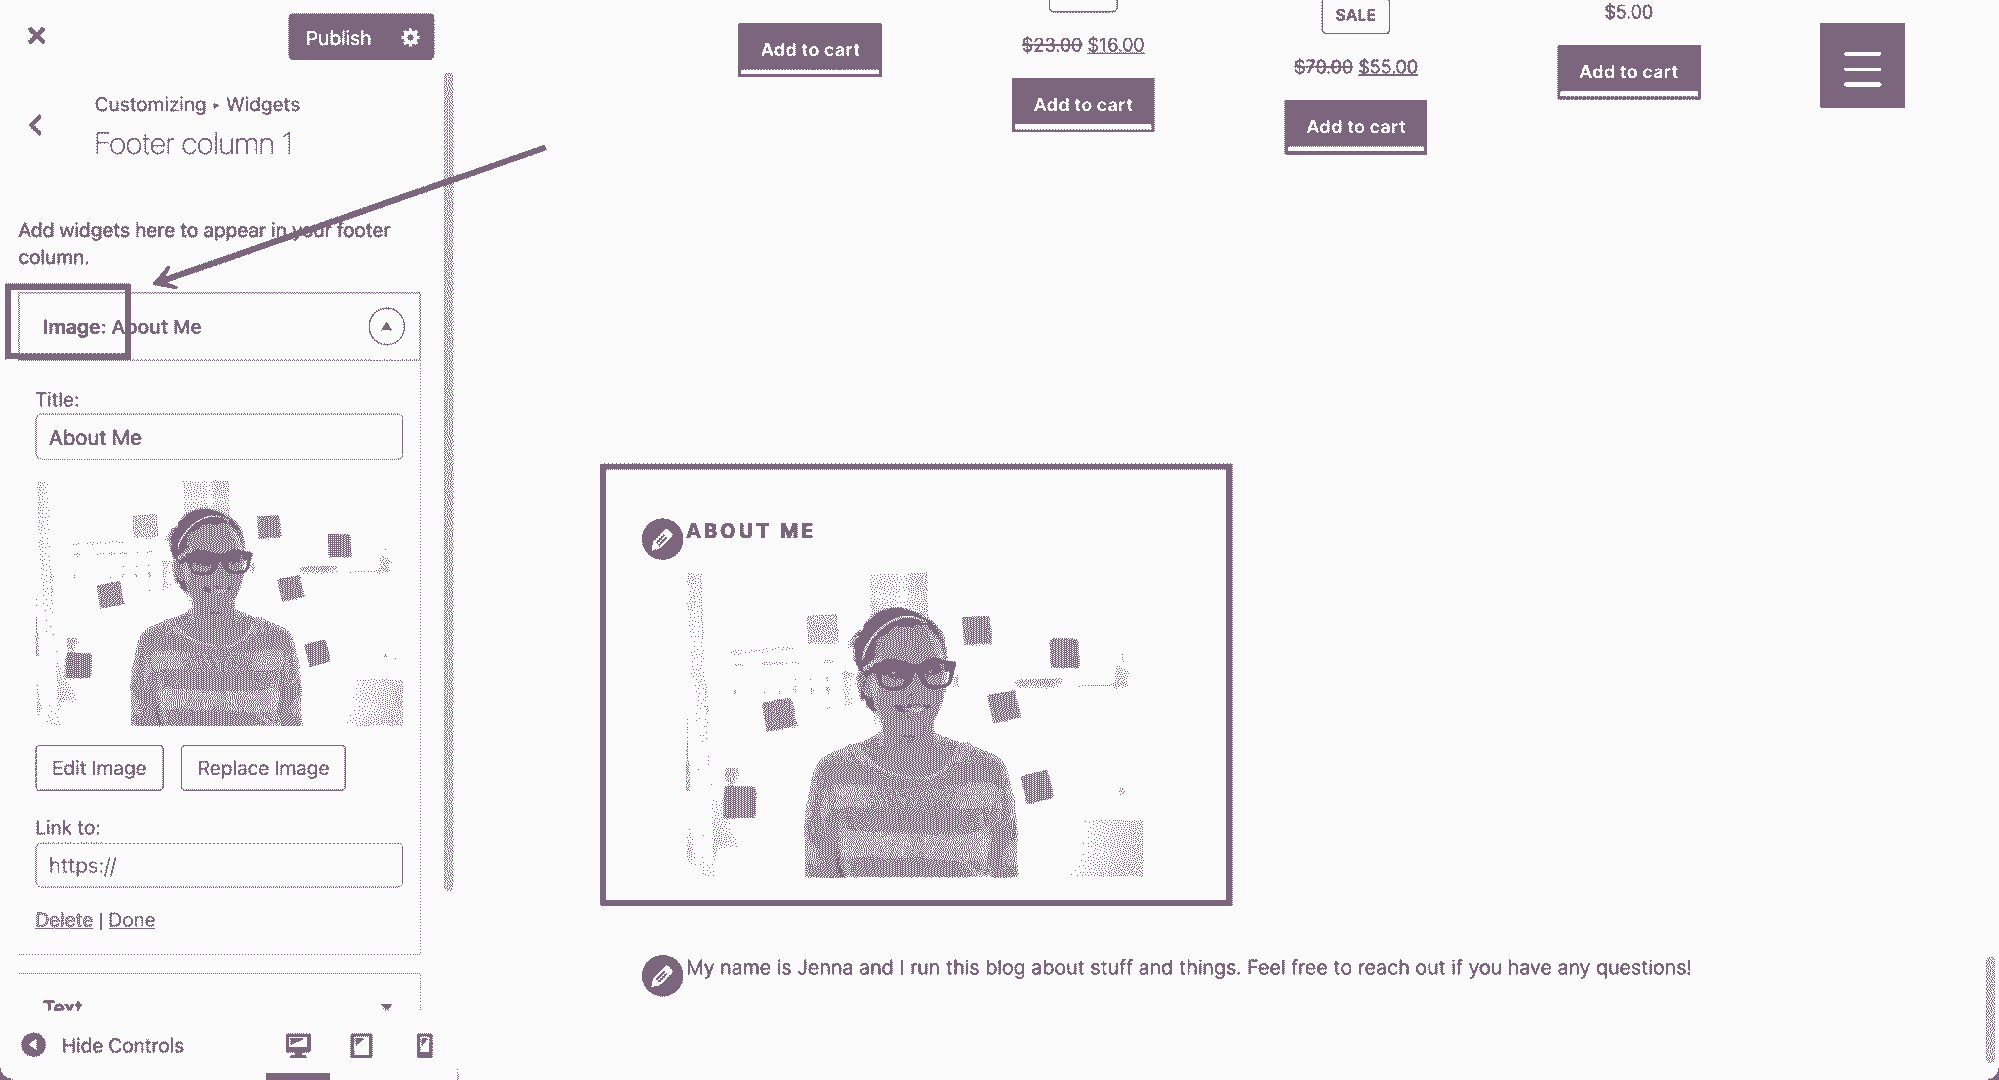 Publish
Customizing ▸ Widgets
Footer column 1
Add widgets here to appear in your footer
column.
Image: About Me
Title:
About Me
Edit Image
Replace Image
Link to:
https://
Delete | Done
Text
Hide Controls
Add to cart
$23.00 $16.00
Add to cart
SALE
$70.00 $55.00
Add to cart
$5.00
Add to cart
ABOUT ME
My name is Jenna and I run this blog about stuff and things. Feel free to reach out if you have any questions!